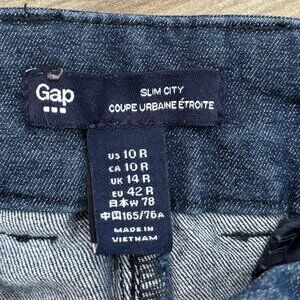 Gap
SLIM CITY
COUPE URBAINE ÉTROITE
US 10 R
CA 10 R
UK 14 R
EU 42 R
日本 W 78
中国 165/76A
MADE IN
VIETNAM